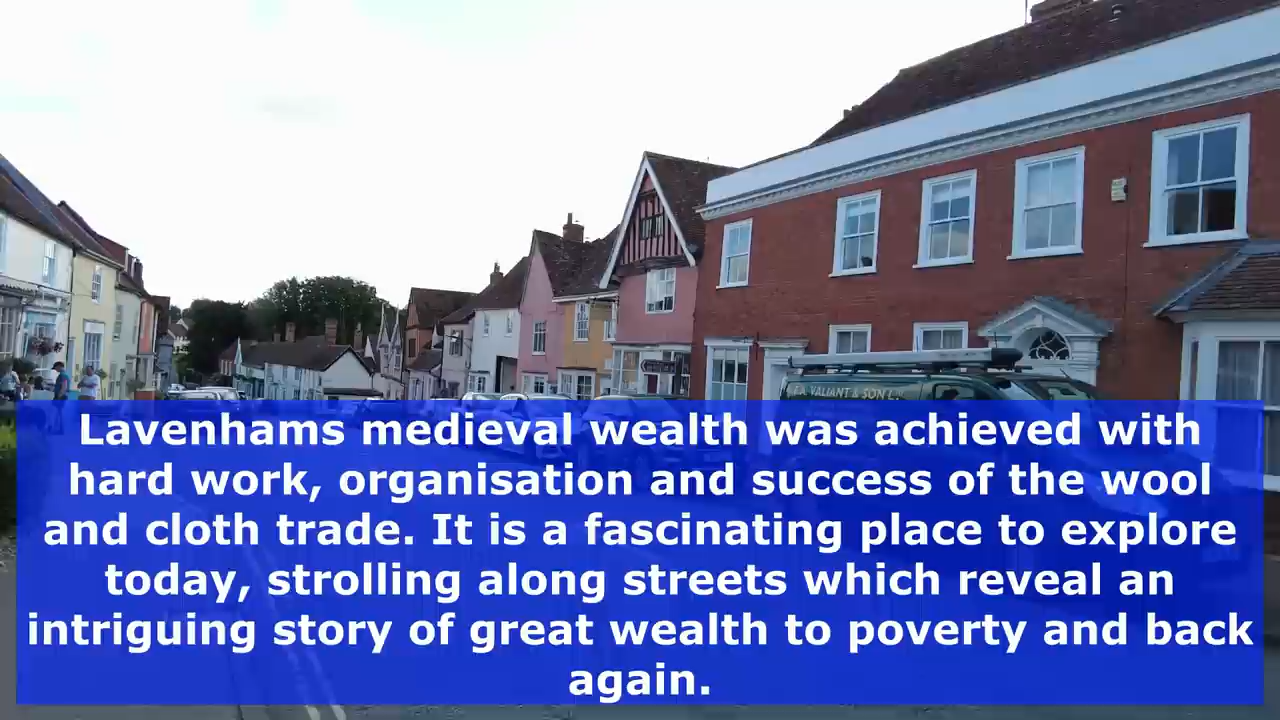 F.A. VALIANT & SON LTD
Lavenhams medieval wealth was achieved with
hard work, organisation and success of the wool
and cloth trade. It is a fascinating place to explore
today, strolling along streets which reveal an
intriguing story of great wealth to poverty and back
again.